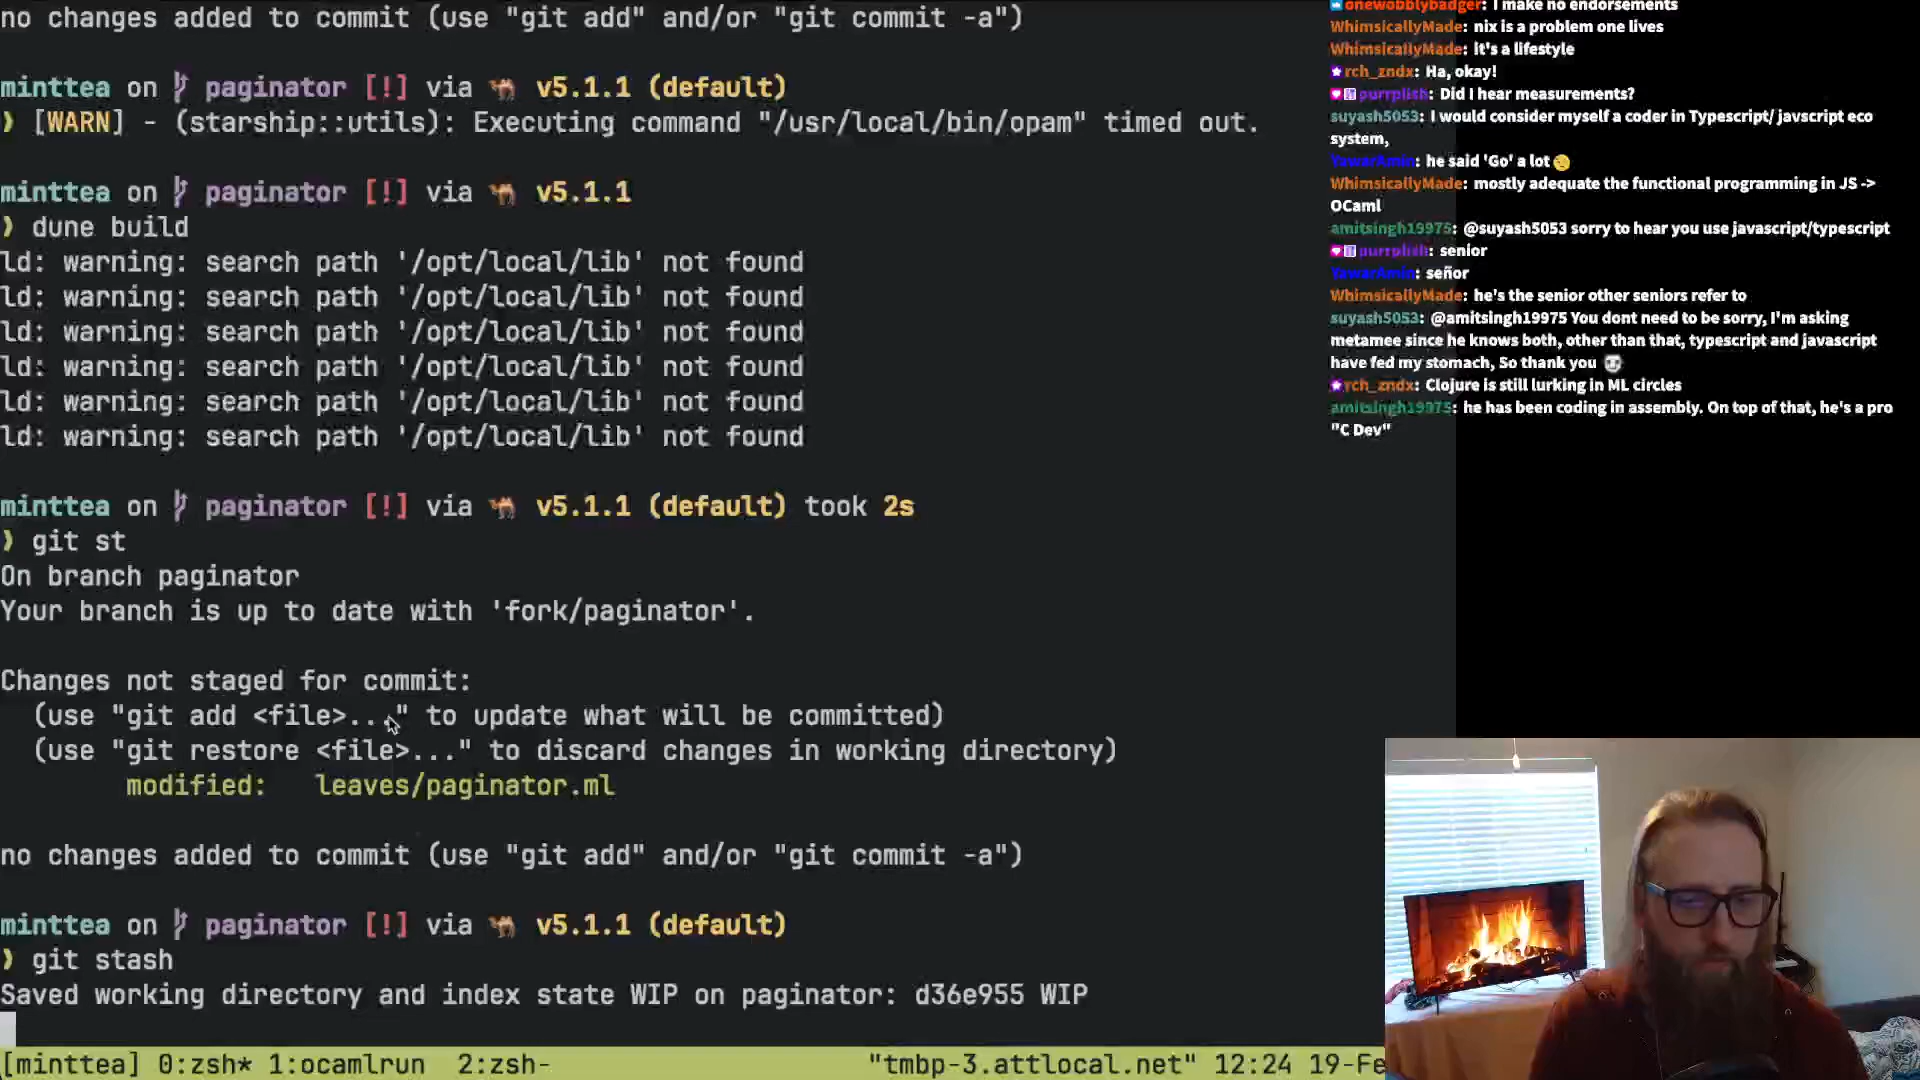 no changes added to commit (use "git add" and/or "git commit -a")
minttea on paginator [!] via v5.1.1 (default)
❯ [WARN] - (starship::utils): Executing command "/usr/local/bin/opam" timed out.
minttea on paginator [!] via v5.1.1
❯ dune build
ld: warning: search path '/opt/local/lib' not found
ld: warning: search path '/opt/local/lib' not found
ld: warning: search path '/opt/local/lib' not found
ld: warning: search path '/opt/local/lib' not found
ld: warning: search path '/opt/local/lib' not found
ld: warning: search path '/opt/local/lib' not found
minttea on paginator [!] via v5.1.1 (default) took 2s
❯ git st
On branch paginator
Your branch is up to date with 'fork/paginator'.
Changes not staged for commit:
(use "git add <file>..." to update what will be committed)
(use "git restore <file>..." to discard changes in working directory)
modified: leaves/paginator.ml
no changes added to commit (use "git add" and/or "git commit -a")
minttea on paginator [!] via v5.1.1 (default)
❯ git stash
Saved working directory and index state WIP on paginator: d36e955 WIP
[minttea] 0:zsh* 1:ocamlrun 2:zsh- "tmbp-3.attlocal.net" 12:24 19-Fe
onewobblybadger: I make no endorsements
WhimsicallyMade: nix is a problem one lives
WhimsicallyMade: it's a lifestyle
rch_zndx: Ha, okay!
purrplish: Did I hear measurements?
suyash5053: I would consider myself a coder in Typescript/ javscript eco
system,
YawarAmin: he said 'Go' a lot
WhimsicallyMade: mostly adequate the functional programming in JS ->
OCaml
amitsingh19975: @suyash5053 sorry to hear you use javascript/typescript
purrplish: senior
YawarAmin: señor
WhimsicallyMade: he's the senior other seniors refer to
suyash5053: @amitsingh19975 You dont need to be sorry, I'm asking
metamee since he knows both, other than that, typescript and javascript
have fed my stomach, So thank you
rch_zndx: Clojure is still lurking in ML circles
amitsingh19975: he has been coding in assembly. On top of that, he's a pro
"C Dev"